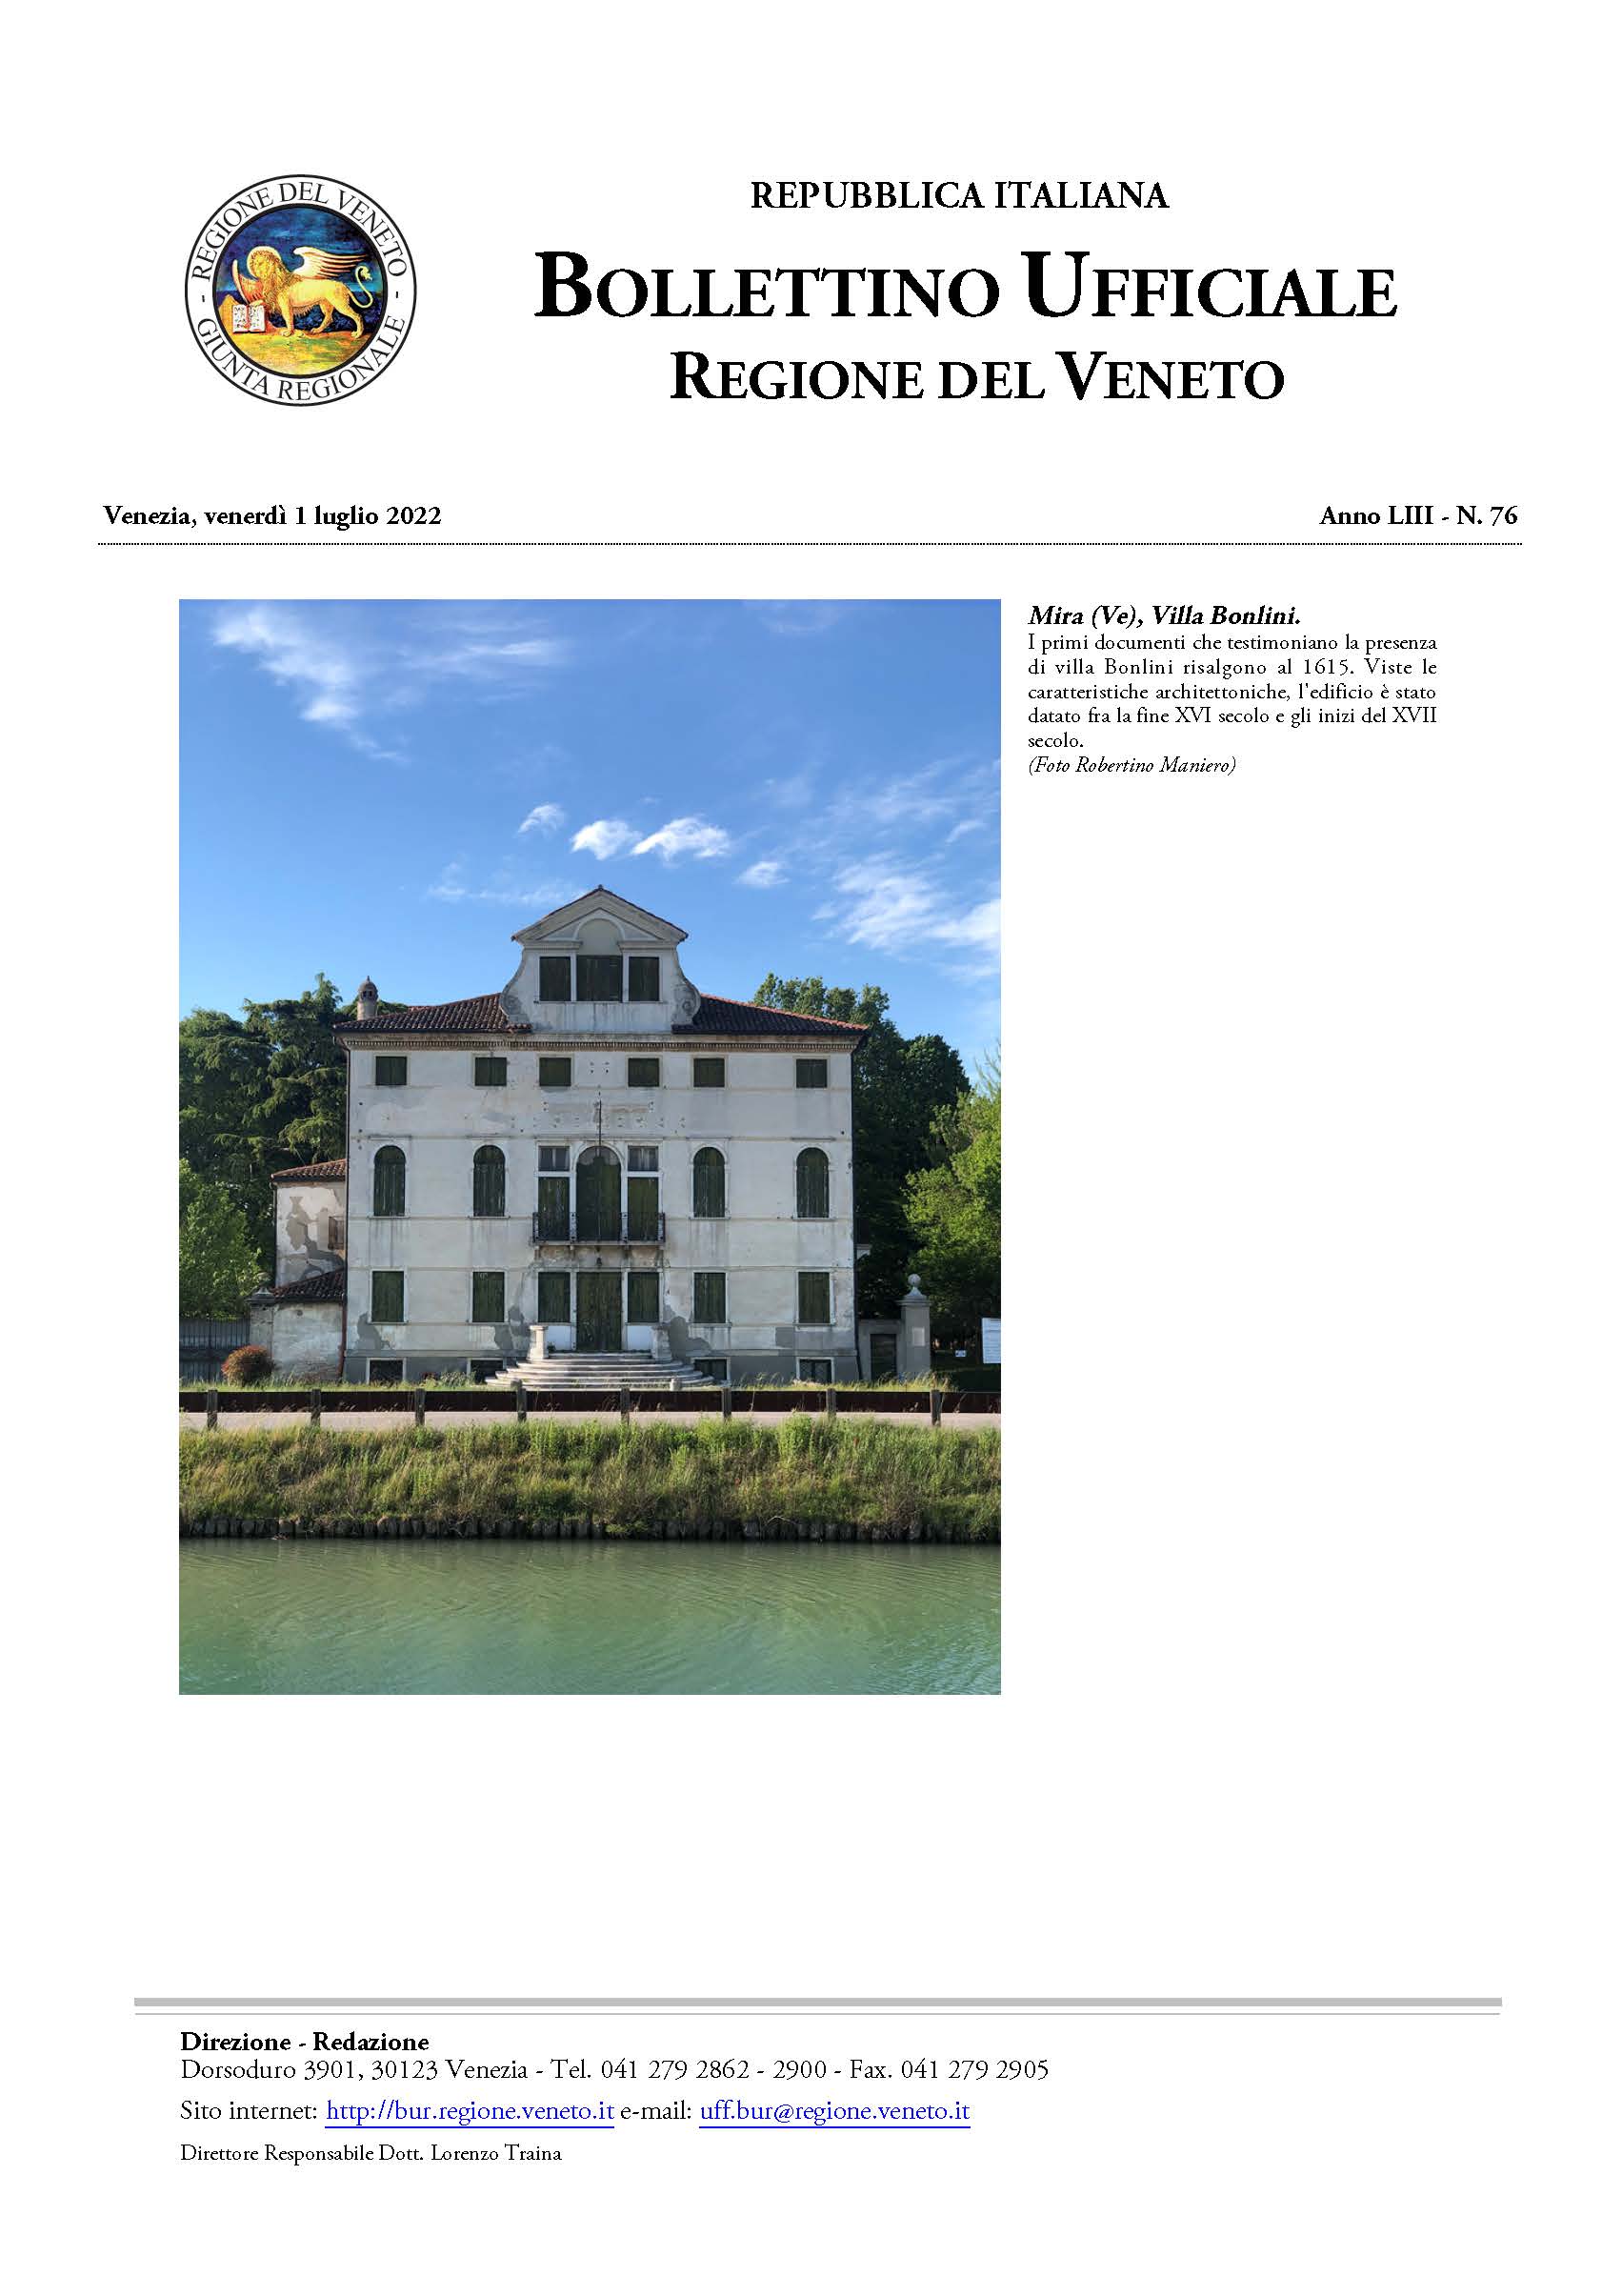 REGIONE DEL VENETO
GIUNTA REGIONALE
REPUBBLICA ITALIANA
BOLLETTINO UFFICIALE
REGIONE DEL VENETO
Venezia, venerdì 1 luglio 2022
Anno LIII - N. 76
Mira (Ve), Villa Bonlini.
I primi documenti che testimoniano la presenza
di villa Bonlini risalgono al 1615. Viste le
caratteristiche architettoniche, l'edificio è stato
datato fra la fine XVI secolo e gli inizi del XVII
secolo.
(Foto Robertino Maniero)
Direzione - Redazione
Dorsoduro 3901, 30123 Venezia - Tel. 041 279 2862 - 2900 - Fax. 041 279 2905
Sito internet: http://bur.regione.veneto.it e-mail: uff.bur@regione.veneto.it
Direttore Responsabile Dott. Lorenzo Traina